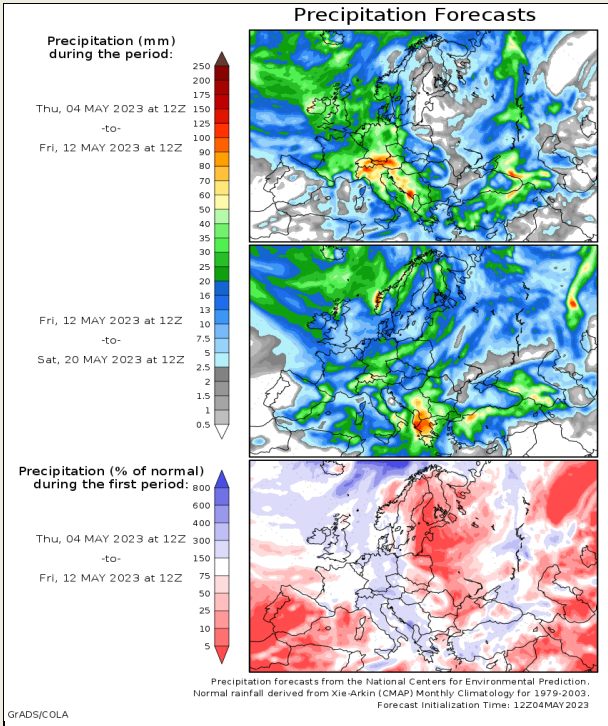 Precipitation Forecasts
Precipitation (mm)
during the period:
Thu, 04 MAY 2023 at 12Z
-to-
Fri, 12 MAY 2023 at 12Z
250
200
175
150
125
100
90
80
70
60
50
40
35
30
25
20
16
13
10
7.5
5
2.5
2
1.5
1
0.5
Fri, 12 MAY 2023 at 12Z
-to-
Sat, 20 MAY 2023 at 12Z
Precipitation (% of normal)
during the first period:
Thu, 04 MAY 2023 at 12Z
-to-
Fri, 12 MAY 2023 at 12Z
800
600
400
300
150
75
50
25
10
5
Precipitation forecasts from the National Centers for Environmental Prediction.
Normal rainfall derived from Xie-Arkin (CMAP) Monthly Climatology for 1979-2003.
Forecast Initialization Time: 12Z04MAY2023
GrADS/COLA